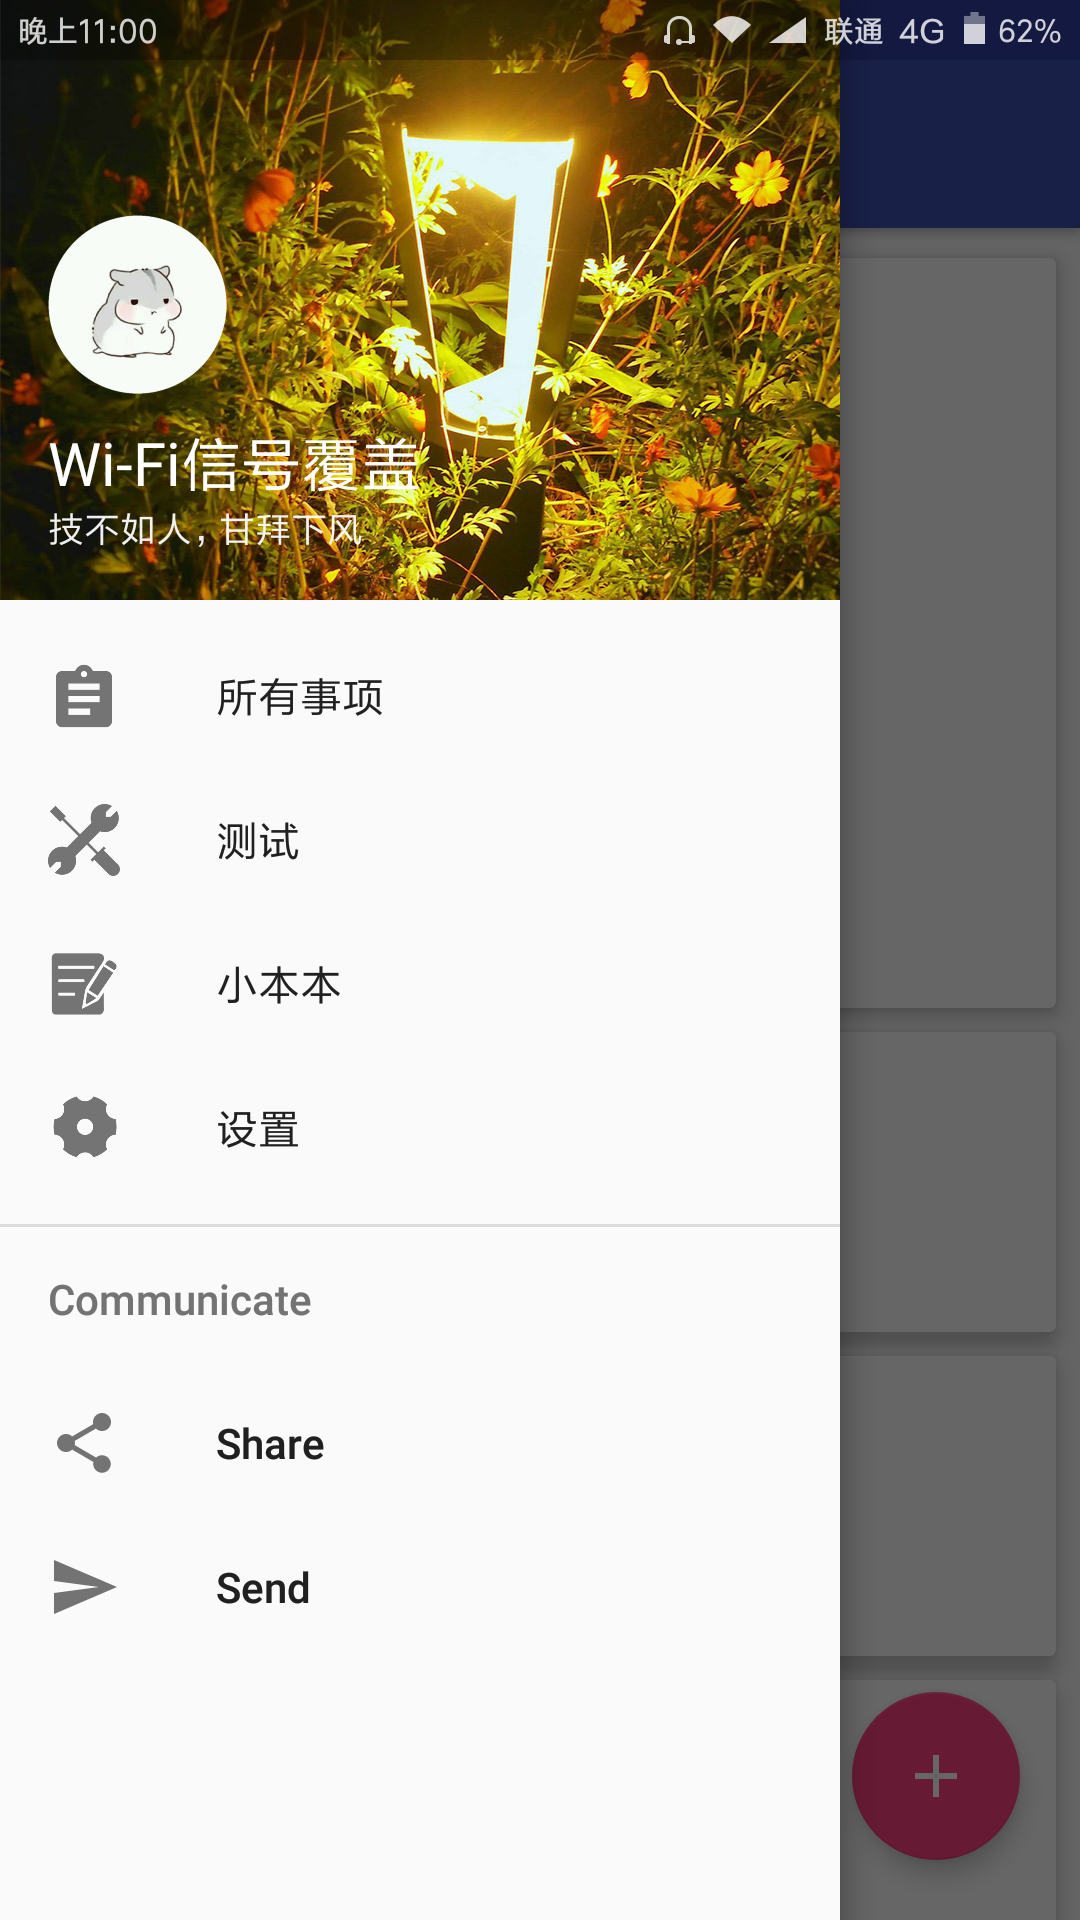 晚上11:00 联通 4G 62%
Wi-Fi信号覆盖
技不如人，甘拜下风
所有事项
测试
小本本
设置
Communicate
Share
Send